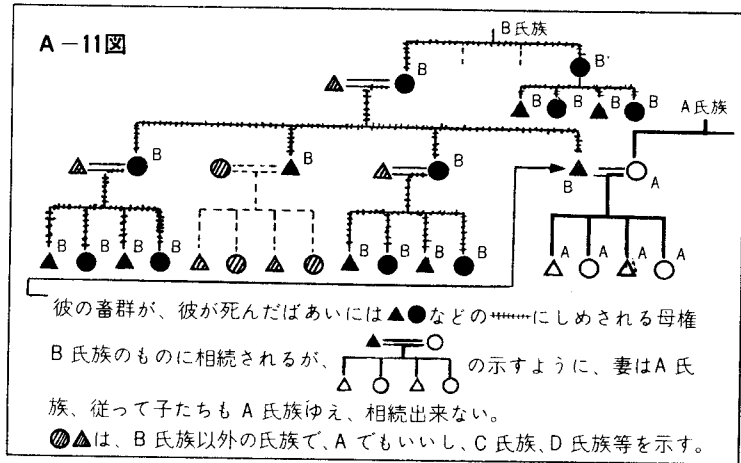 A－11図
B氏族
B
B
B B B B
A氏族
B B B B A
B B B B B B B B A A A A
彼の畜群が、彼が死んだばあいには▲●などの┼┼┼┼┼にしめされる母権
B氏族のものに相続されるが、 の示すように、妻はA氏
族、従って子たちもA氏族ゆえ、相続出来ない。
は、B氏族以外の氏族で、AでもいいしC氏族、D氏族等を示す。